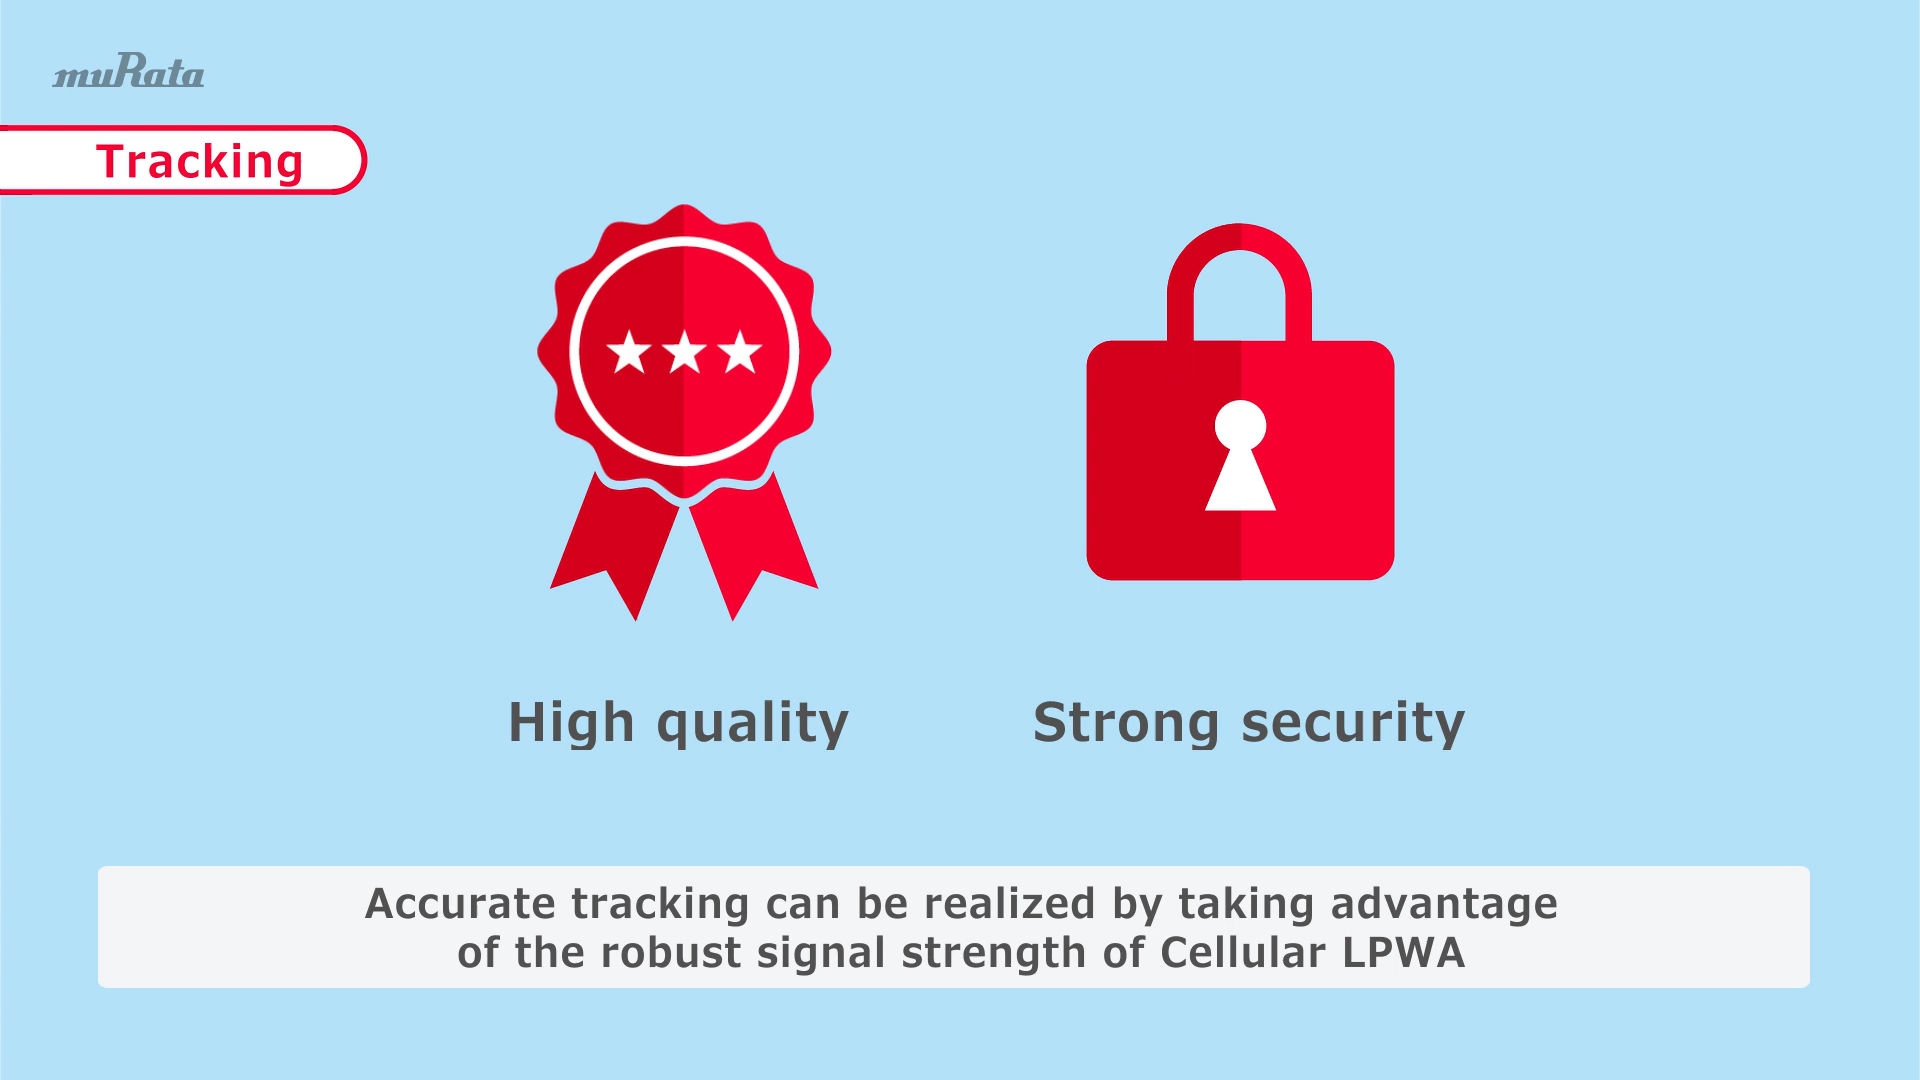 muRata
Tracking
High quality
Strong security
Accurate tracking can be realized by taking advantage
of the robust signal strength of Cellular LPWA